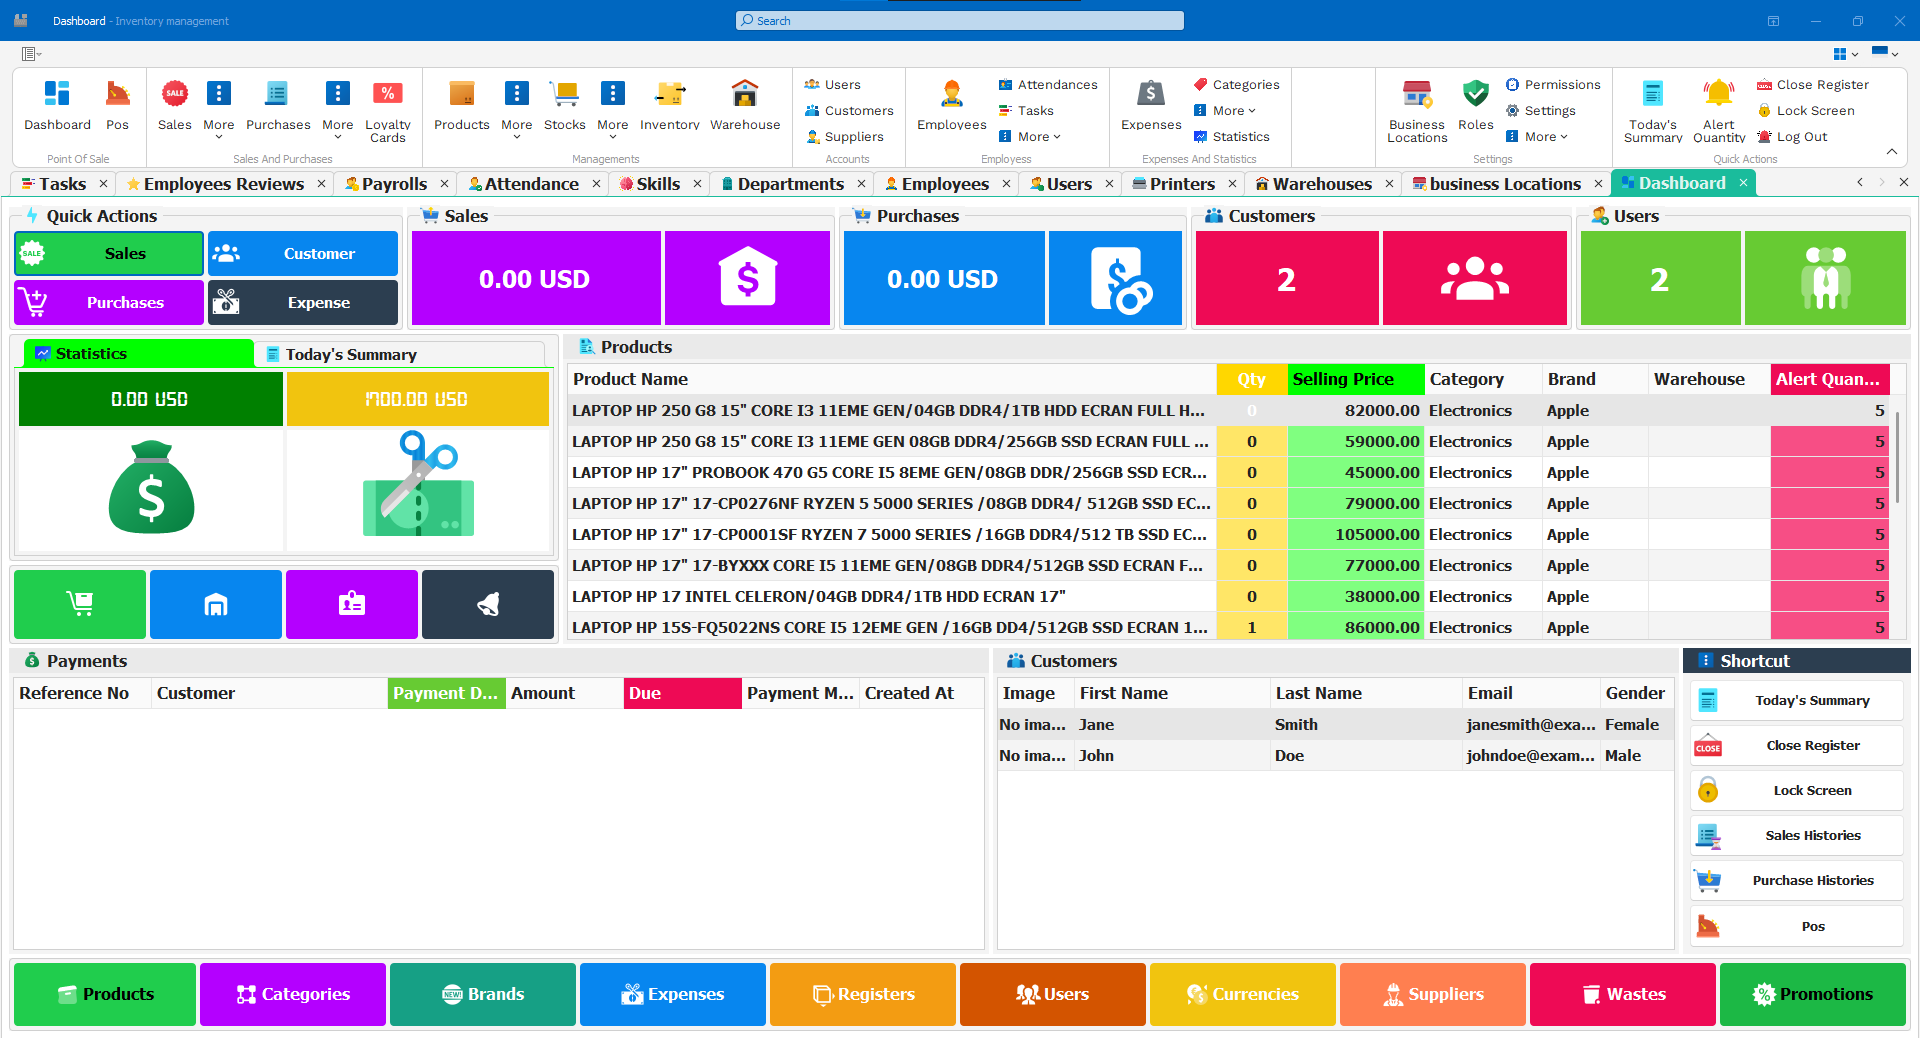 Dashboard - Inventory management
Search
Dashboard
Pos
Point Of Sale
Sales
More
Purchases
More
Loyalty Cards
Sales And Purchases
Products
More
Stocks
More
Inventory
Warehouse
Managements
Users
Customers
Suppliers
Accounts
Employees
Attendances
Tasks
More
Employess
Expenses
Categories
More
Statistics
Expenses And Statistics
Business Locations
Roles
Permissions
Settings
More
Settings
Today's Summary
Alert Quantity
Close Register
Lock Screen
Log Out
Quick Actions
Tasks
Employees Reviews
Payrolls
Attendance
Skills
Departments
Employees
Users
Printers
Warehouses
business Locations
Dashboard
Quick Actions
Sales
Customer
Purchases
Expense
Sales
0.00 USD
Purchases
0.00 USD
Customers
2
Users
2
Statistics
Today's Summary
0.00 USD
1700.00 USD
Products
Product Name Qty Selling Price Category Brand Warehouse Alert Quan...
LAPTOP HP 250 G8 15" CORE I3 11EME GEN/04GB DDR4/1TB HDD ECRAN FULL H... 0 82000.00 Electronics Apple 5
LAPTOP HP 250 G8 15" CORE I3 11EME GEN 08GB DDR4/256GB SSD ECRAN FULL ... 0 59000.00 Electronics Apple 5
LAPTOP HP 17" PROBOOK 470 G5 CORE I5 8EME GEN/08GB DDR/256GB SSD ECR... 0 45000.00 Electronics Apple 5
LAPTOP HP 17" 17-CP0276NF RYZEN 5 5000 SERIES /08GB DDR4/ 512GB SSD EC... 0 79000.00 Electronics Apple 5
LAPTOP HP 17" 17-CP0001SF RYZEN 7 5000 SERIES /16GB DDR4/512 TB SSD EC... 0 105000.00 Electronics Apple 5
LAPTOP HP 17" 17-BYXXX CORE I5 11EME GEN/08GB DDR4/512GB SSD ECRAN F... 0 77000.00 Electronics Apple 5
LAPTOP HP 17 INTEL CELERON/04GB DDR4/1TB HDD ECRAN 17" 0 38000.00 Electronics Apple 5
LAPTOP HP 15S-FQ5022NS CORE I5 12EME GEN /16GB DD4/512GB SSD ECRAN 1... 1 86000.00 Electronics Apple 5
Payments
Reference No Customer Payment D... Amount Due Payment M... Created At
Customers
Image First Name Last Name Email Gender
No ima... Jane Smith janesmith@exa... Female
No ima... John Doe johndoe@exam... Male
Shortcut
Today's Summary
Close Register
Lock Screen
Sales Histories
Purchase Histories
Pos
Products
Categories
Brands
Expenses
Registers
Users
Currencies
Suppliers
Wastes
Promotions